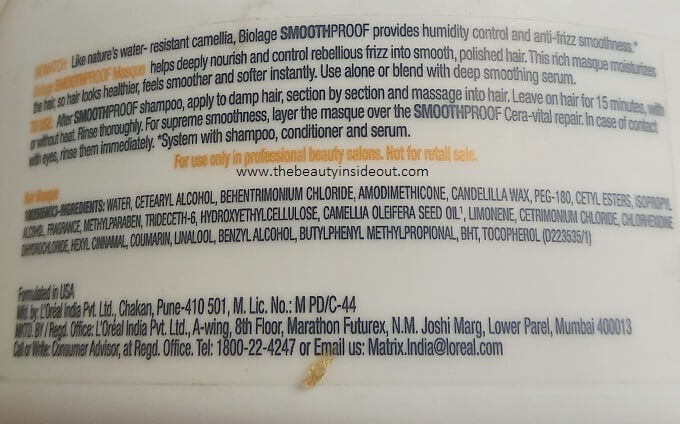 BIOMATCH: Like nature's water- resistant camellia, Biolage SMOOTHPROOF provides humidity control and anti-frizz smoothness.*
Biolage SMOOTHPROOF Masque helps deeply nourish and control rebellious frizz into smooth, polished hair. This rich masque moisturizes
the hair, so hair looks healthier, feels smoother and softer instantly. Use alone or blend with deep smoothing serum.
TO USE: After SMOOTHPROOF shampoo, apply to damp hair, section by section and massage into hair. Leave on hair for 15 minutes, with
or without heat. Rinse thoroughly. For supreme smoothness, layer the masque over the SMOOTHPROOF Cera-vital repair. In case of contact
with eyes, rinse them immediately. *System with shampoo, conditioner and serum.
For use only in professional beauty salons. Not for retail sale.
www.thebeautyinsideout.com
Hair Masque
INGREDIENTS: WATER, CETEARYL ALCOHOL, BEHENTRIMONIUM CHLORIDE, AMODIMETHICONE, CANDELILLA WAX, PEG-180, CETYL ESTERS, ISOPROPYL
ALCOHOL, FRAGRANCE, METHYLPARABEN, TRIDECETH-6, HYDROXYETHYLCELLULOSE, CAMELLIA OLEIFERA SEED OIL¹, LIMONENE, CETRIMONIUM CHLORIDE, CHLORHEXIDINE
DIHYDROCHLORIDE, HEXYL CINNAMAL, COUMARIN, LINALOOL, BENZYL ALCOHOL, BUTYLPHENYL METHYLPROPIONAL, BHT, TOCOPHEROL (D223535/1)
Formulated in USA
Mfd. by: L'Oréal India Pvt. Ltd., Chakan, Pune-410 501, M. Lic. No.: M PD/C-44
MKTD. BY / Regd. Office: L'Oréal India Pvt. Ltd., A-wing, 8th Floor, Marathon Futurex, N.M. Joshi Marg, Lower Parel, Mumbai 400013
Call or Write: Consumer Advisor, at Regd. Office. Tel: 1800-22-4247 or Email us: Matrix.India@loreal.com